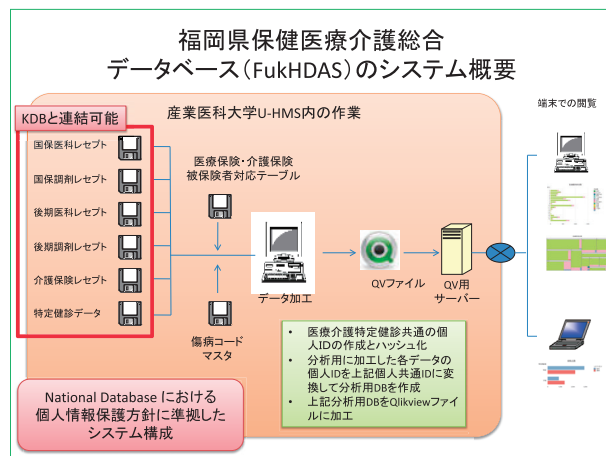 福岡県保健医療介護総合
データベース（FukHDAS）のシステム概要
KDBと連結可能
産業医科大学U-HMS内の作業
端末での閲覧
国保医科レセプト
国保調剤レセプト
後期医科レセプト
後期調剤レセプト
介護保険レセプト
特定健診データ
医療保険・介護保険
被保険者対応テーブル
データ加工
QVファイル
QV用
サーバー
傷病コード
マスタ
• 医療介護特定健診共通の個
人IDの作成とハッシュ化
• 分析用に加工した各データの
個人IDを上記個人共通IDに変
換して分析用DBを作成
• 上記分析用DBをQlikviewファイ
ルに加工
National Database における
個人情報保護方針に準拠した
システム構成